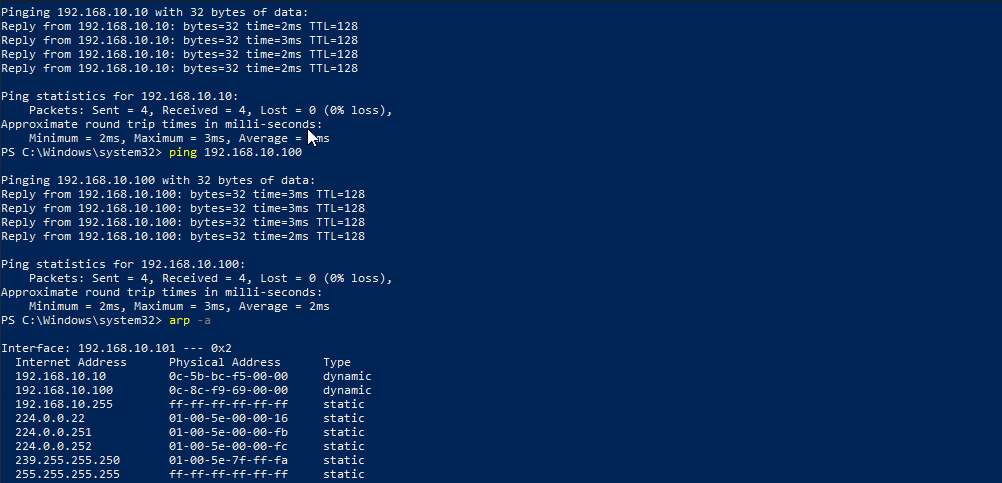 Pinging 192.168.10.10 with 32 bytes of data:
Reply from 192.168.10.10: bytes=32 time=2ms TTL=128
Reply from 192.168.10.10: bytes=32 time=3ms TTL=128
Reply from 192.168.10.10: bytes=32 time=2ms TTL=128
Reply from 192.168.10.10: bytes=32 time=2ms TTL=128
Ping statistics for 192.168.10.10:
    Packets: Sent = 4, Received = 4, Lost = 0 (0% loss),
Approximate round trip times in milli-seconds:
    Minimum = 2ms, Maximum = 3ms, Average = ms
PS C:\Windows\system32> ping 192.168.10.100
Pinging 192.168.10.100 with 32 bytes of data:
Reply from 192.168.10.100: bytes=32 time=3ms TTL=128
Reply from 192.168.10.100: bytes=32 time=3ms TTL=128
Reply from 192.168.10.100: bytes=32 time=3ms TTL=128
Reply from 192.168.10.100: bytes=32 time=2ms TTL=128
Ping statistics for 192.168.10.100:
    Packets: Sent = 4, Received = 4, Lost = 0 (0% loss),
Approximate round trip times in milli-seconds:
    Minimum = 2ms, Maximum = 3ms, Average = 2ms
PS C:\Windows\system32> arp -a
Interface: 192.168.10.101 --- 0x2
  Internet Address      Physical Address      Type
  192.168.10.10         0c-5b-bc-f5-00-00     dynamic
  192.168.10.100        0c-8c-f9-69-00-00     dynamic
  192.168.10.255        ff-ff-ff-ff-ff-ff     static
  224.0.0.22            01-00-5e-00-00-16     static
  224.0.0.251           01-00-5e-00-00-fb     static
  224.0.0.252           01-00-5e-00-00-fc     static
  239.255.255.250       01-00-5e-7f-ff-fa     static
  255.255.255.255       ff-ff-ff-ff-ff-ff     static